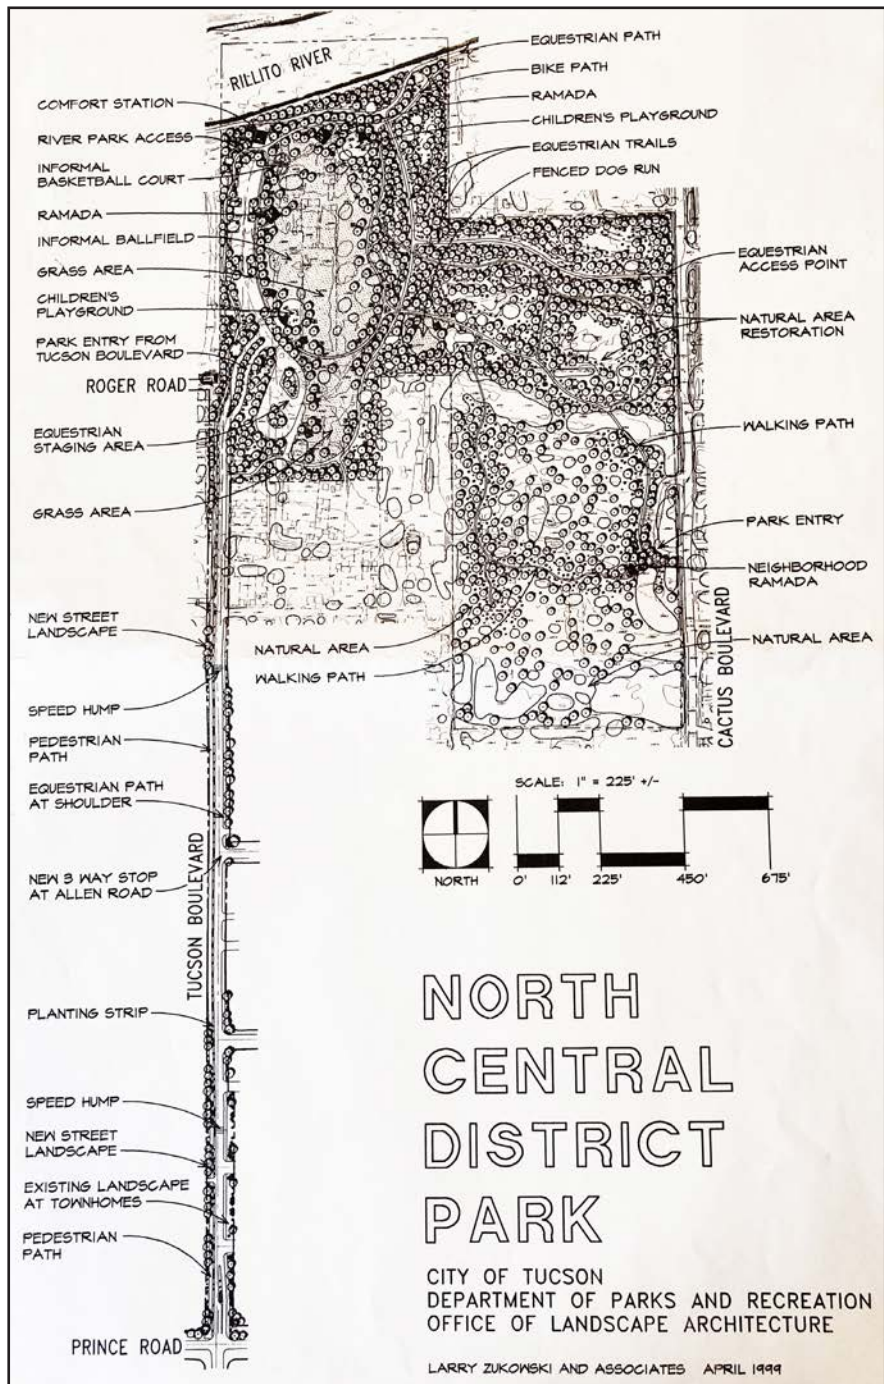 RILLITO RIVER
COMFORT STATION
RIVER PARK ACCESS
INFORMAL
BASKETBALL COURT
RAMADA
INFORMAL BALLFIELD
GRASS AREA
CHILDREN'S
PLAYGROUND
PARK ENTRY FROM
TUCSON BOULEVARD
ROGER ROAD
EQUESTRIAN
STAGING AREA
GRASS AREA
NEW STREET
LANDSCAPE
SPEED HUMP
PEDESTRIAN
PATH
EQUESTRIAN PATH
AT SHOULDER
NEW 3 WAY STOP
AT ALLEN ROAD
TUCSON BOULEVARD
PLANTING STRIP
SPEED HUMP
NEW STREET
LANDSCAPE
EXISTING LANDSCAPE
AT TOWNHOMES
PEDESTRIAN
PATH
PRINCE ROAD
EQUESTRIAN PATH
BIKE PATH
RAMADA
CHILDREN'S PLAYGROUND
EQUESTRIAN TRAILS
FENCED DOG RUN
EQUESTRIAN
ACCESS POINT
NATURAL AREA
RESTORATION
WALKING PATH
PARK ENTRY
NEIGHBORHOOD
RAMADA
NATURAL AREA
NATURAL AREA
WALKING PATH
CACTUS BOULEVARD
SCALE: 1" = 225' +/-
NORTH
0' 112' 225' 450' 675'
NORTH
CENTRAL
DISTRICT
PARK
CITY OF TUCSON
DEPARTMENT OF PARKS AND RECREATION
OFFICE OF LANDSCAPE ARCHITECTURE
LARRY ZUKOWSKI AND ASSOCIATES APRIL 1999